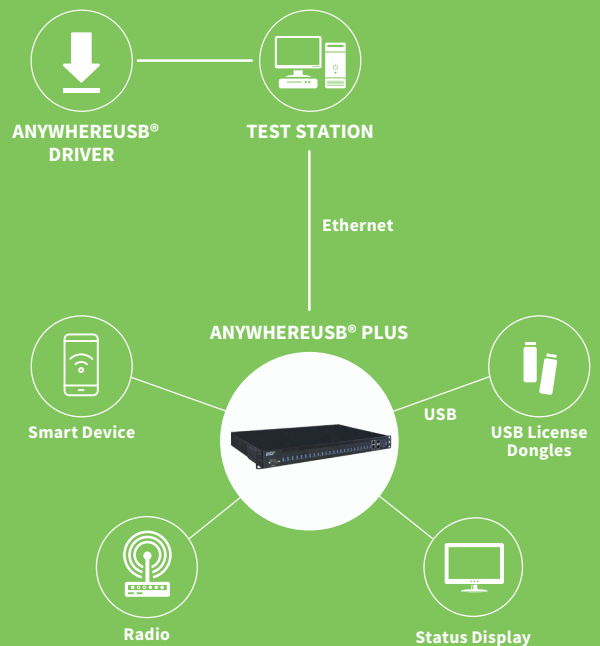 ANYWHEREUSB®
DRIVER
TEST STATION
Ethernet
ANYWHEREUSB® PLUS
Smart Device
USB
USB License
Dongles
Radio
Status Display